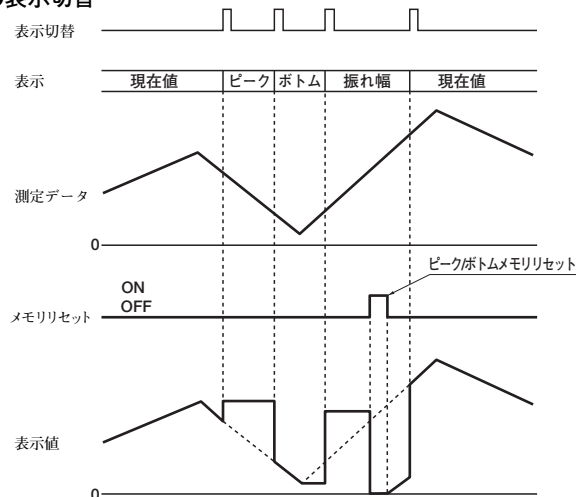 表示切替
表示切替
表示
現在値
ピーク
ボトム
振れ幅
現在値
測定データ
0
ピーク/ボトムメモリリセット
ON
OFF
メモリリセット
表示値
0